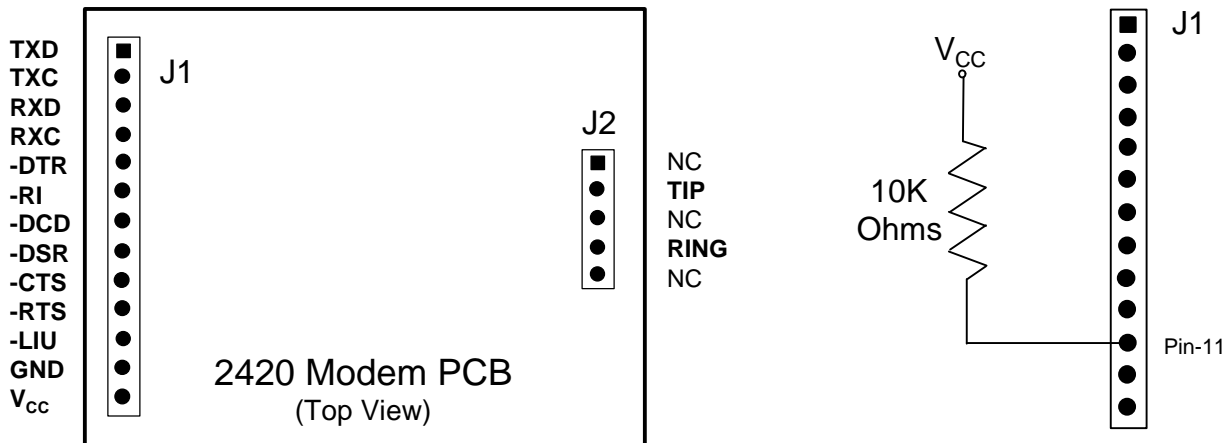 TXD
TXC
RXD
RXC
-DTR
-RI
-DCD
-DSR
-CTS
-RTS
-LIU
GND
VCC
J1
J2
NC
TIP
NC
RING
NC
2420 Modem PCB
(Top View)
VCC
10K
Ohms
J1
Pin-11